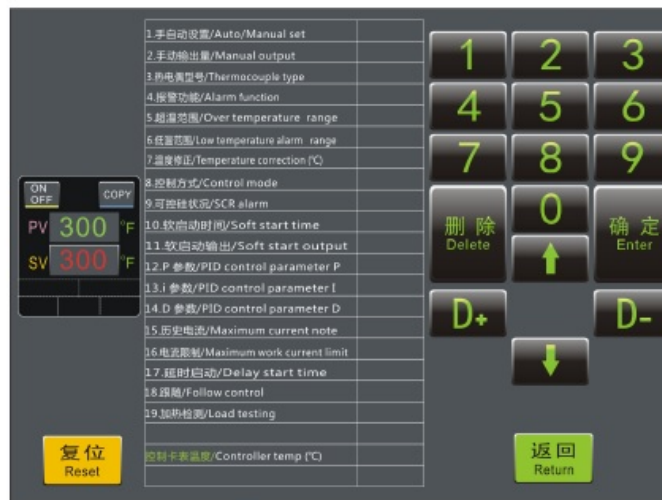 1.手自动设置/Auto/Manual set
2.手动输出量/Manual output
3.热电偶型号/Thermocouple type
4.报警功能/Alarm function
5.超温范围/Over temperature range
6.低温范围/Low temperature alarm range
7.温度修正/Temperature correction (℃)
8.控制方式/Control mode
9.可控硅状况/SCR alarm
10.软启动时间/Soft start time
11.软启动输出/Soft start output
12.P 参数/PID control parameter P
13.i 参数/PID control parameter I
14.D 参数/PID control parameter D
15.历史电流/Maximum current note
16.电流限制/Maximum work current limit
17.延时启动/Delay start time
18.跟随/Follow control
19.加热检测/Load testing
控制卡表温度/Controller temp (℃)
ON
OFF
COPY
PV 300 °F
SV 300 °F
复位
Reset
1 2 3
4 5 6
7 8 9
删 除
Delete
0
确 定
Enter
D+
D-
返 回
Return